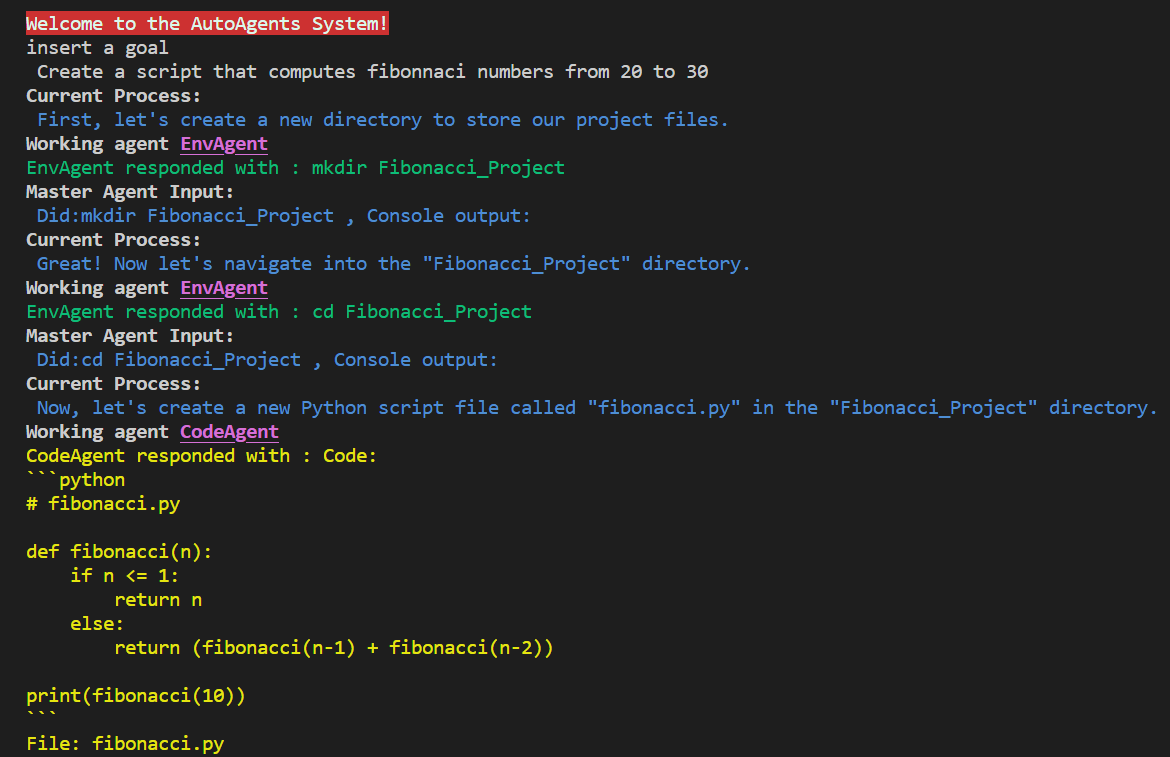 Welcome to the AutoAgents System!
insert a goal
 Create a script that computes fibonnaci numbers from 20 to 30
Current Process:
 First, let's create a new directory to store our project files.
Working agent EnvAgent
EnvAgent responded with : mkdir Fibonacci_Project
Master Agent Input:
 Did:mkdir Fibonacci_Project , Console output:
Current Process:
 Great! Now let's navigate into the "Fibonacci_Project" directory.
Working agent EnvAgent
EnvAgent responded with : cd Fibonacci_Project
Master Agent Input:
 Did:cd Fibonacci_Project , Console output:
Current Process:
 Now, let's create a new Python script file called "fibonacci.py" in the "Fibonacci_Project" directory.
Working agent CodeAgent
CodeAgent responded with : Code:
```python
# fibonacci.py

def fibonacci(n):
    if n <= 1:
        return n
    else:
        return (fibonacci(n-1) + fibonacci(n-2))

print(fibonacci(10))
```
File: fibonacci.py